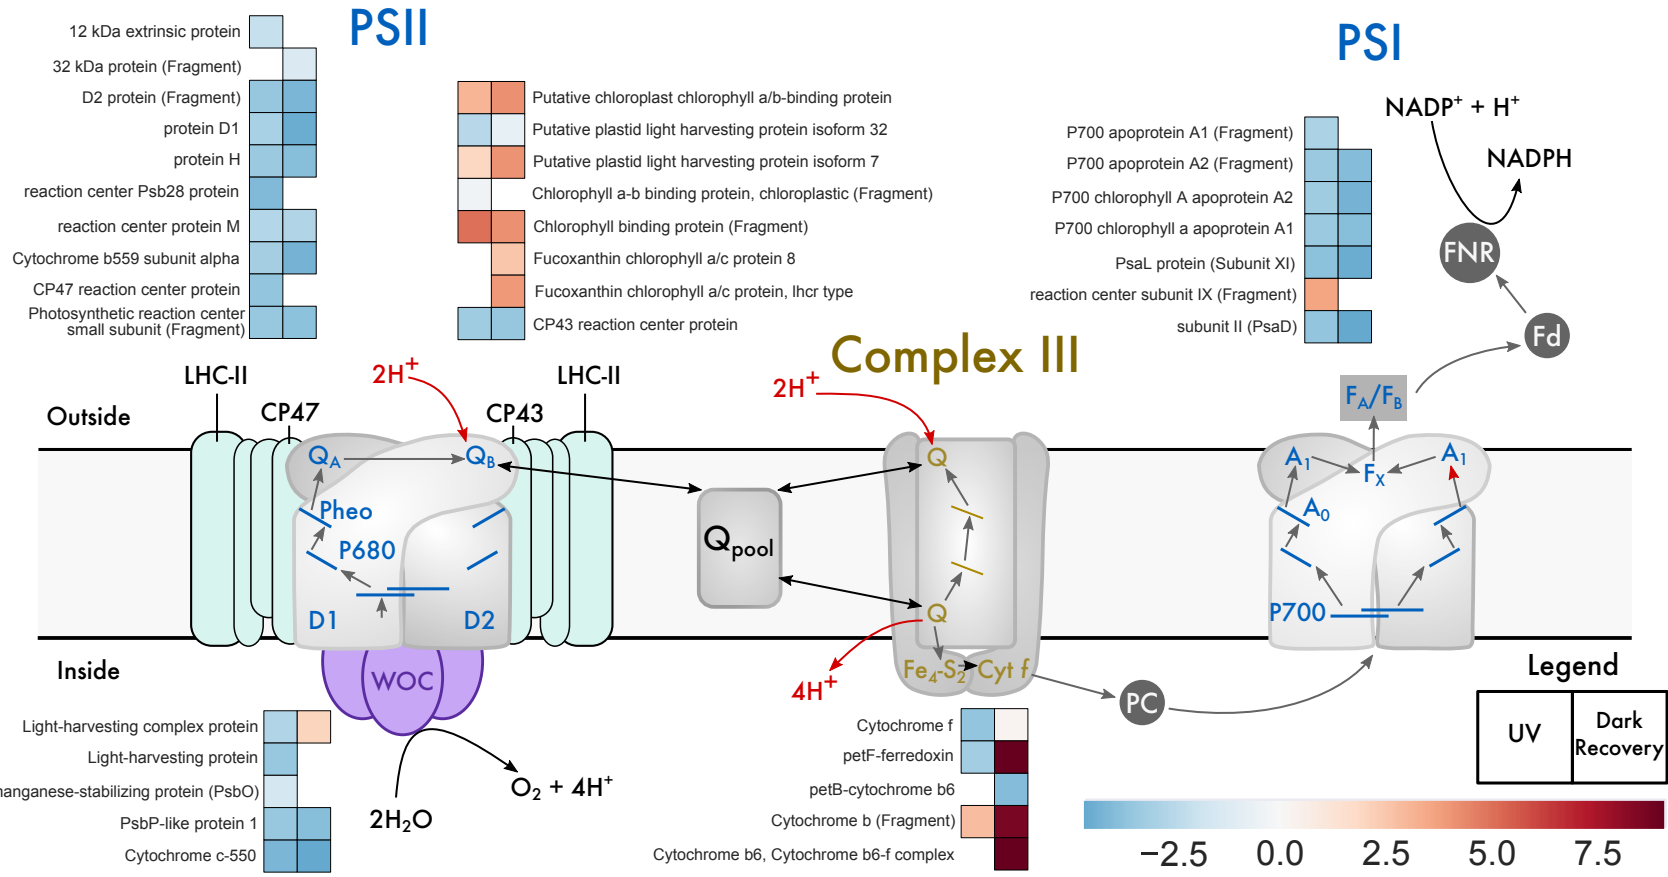 PSII
12 kDa extrinsic protein
32 kDa protein (Fragment)
D2 protein (Fragment)
protein D1
protein H
reaction center Psb28 protein
reaction center protein M
Cytochrome b559 subunit alpha
CP47 reaction center protein
Photosynthetic reaction center
small subunit (Fragment)
Putative chloroplast chlorophyll a/b-binding protein
Putative plastid light harvesting protein isoform 32
Putative plastid light harvesting protein isoform 7
Chlorophyll a-b binding protein, chloroplastic (Fragment)
Chlorophyll binding protein (Fragment)
Fucoxanthin chlorophyll a/c protein 8
Fucoxanthin chlorophyll a/c protein, lhcr type
CP43 reaction center protein
PSI
P700 apoprotein A1 (Fragment)
P700 apoprotein A2 (Fragment)
P700 chlorophyll A apoprotein A2
P700 chlorophyll a apoprotein A1
PsaL protein (Subunit XI)
reaction center subunit IX (Fragment)
subunit II (PsaD)
NADP⁺ + H⁺
NADPH
FNR
Fd
F_A/F_B
Complex III
Outside
LHC-II
CP47
2H⁺
CP43
LHC-II
2H⁺
Q_A
Q_B
Pheo
P680
D1
D2
Q_pool
Q
Q
Fe₄-S₂
Cyt f
4H⁺
A₁
F_X
A₁
A₀
P700
PC
Inside
WOC
2H₂O
O₂ + 4H⁺
Light-harvesting complex protein
Light-harvesting protein
manganese-stabilizing protein (PsbO)
PsbP-like protein 1
Cytochrome c-550
Cytochrome f
petF-ferredoxin
petB-cytochrome b6
Cytochrome b (Fragment)
Cytochrome b6, Cytochrome b6-f complex
Legend
UV
Dark
Recovery
−2.5 0.0 2.5 5.0 7.5